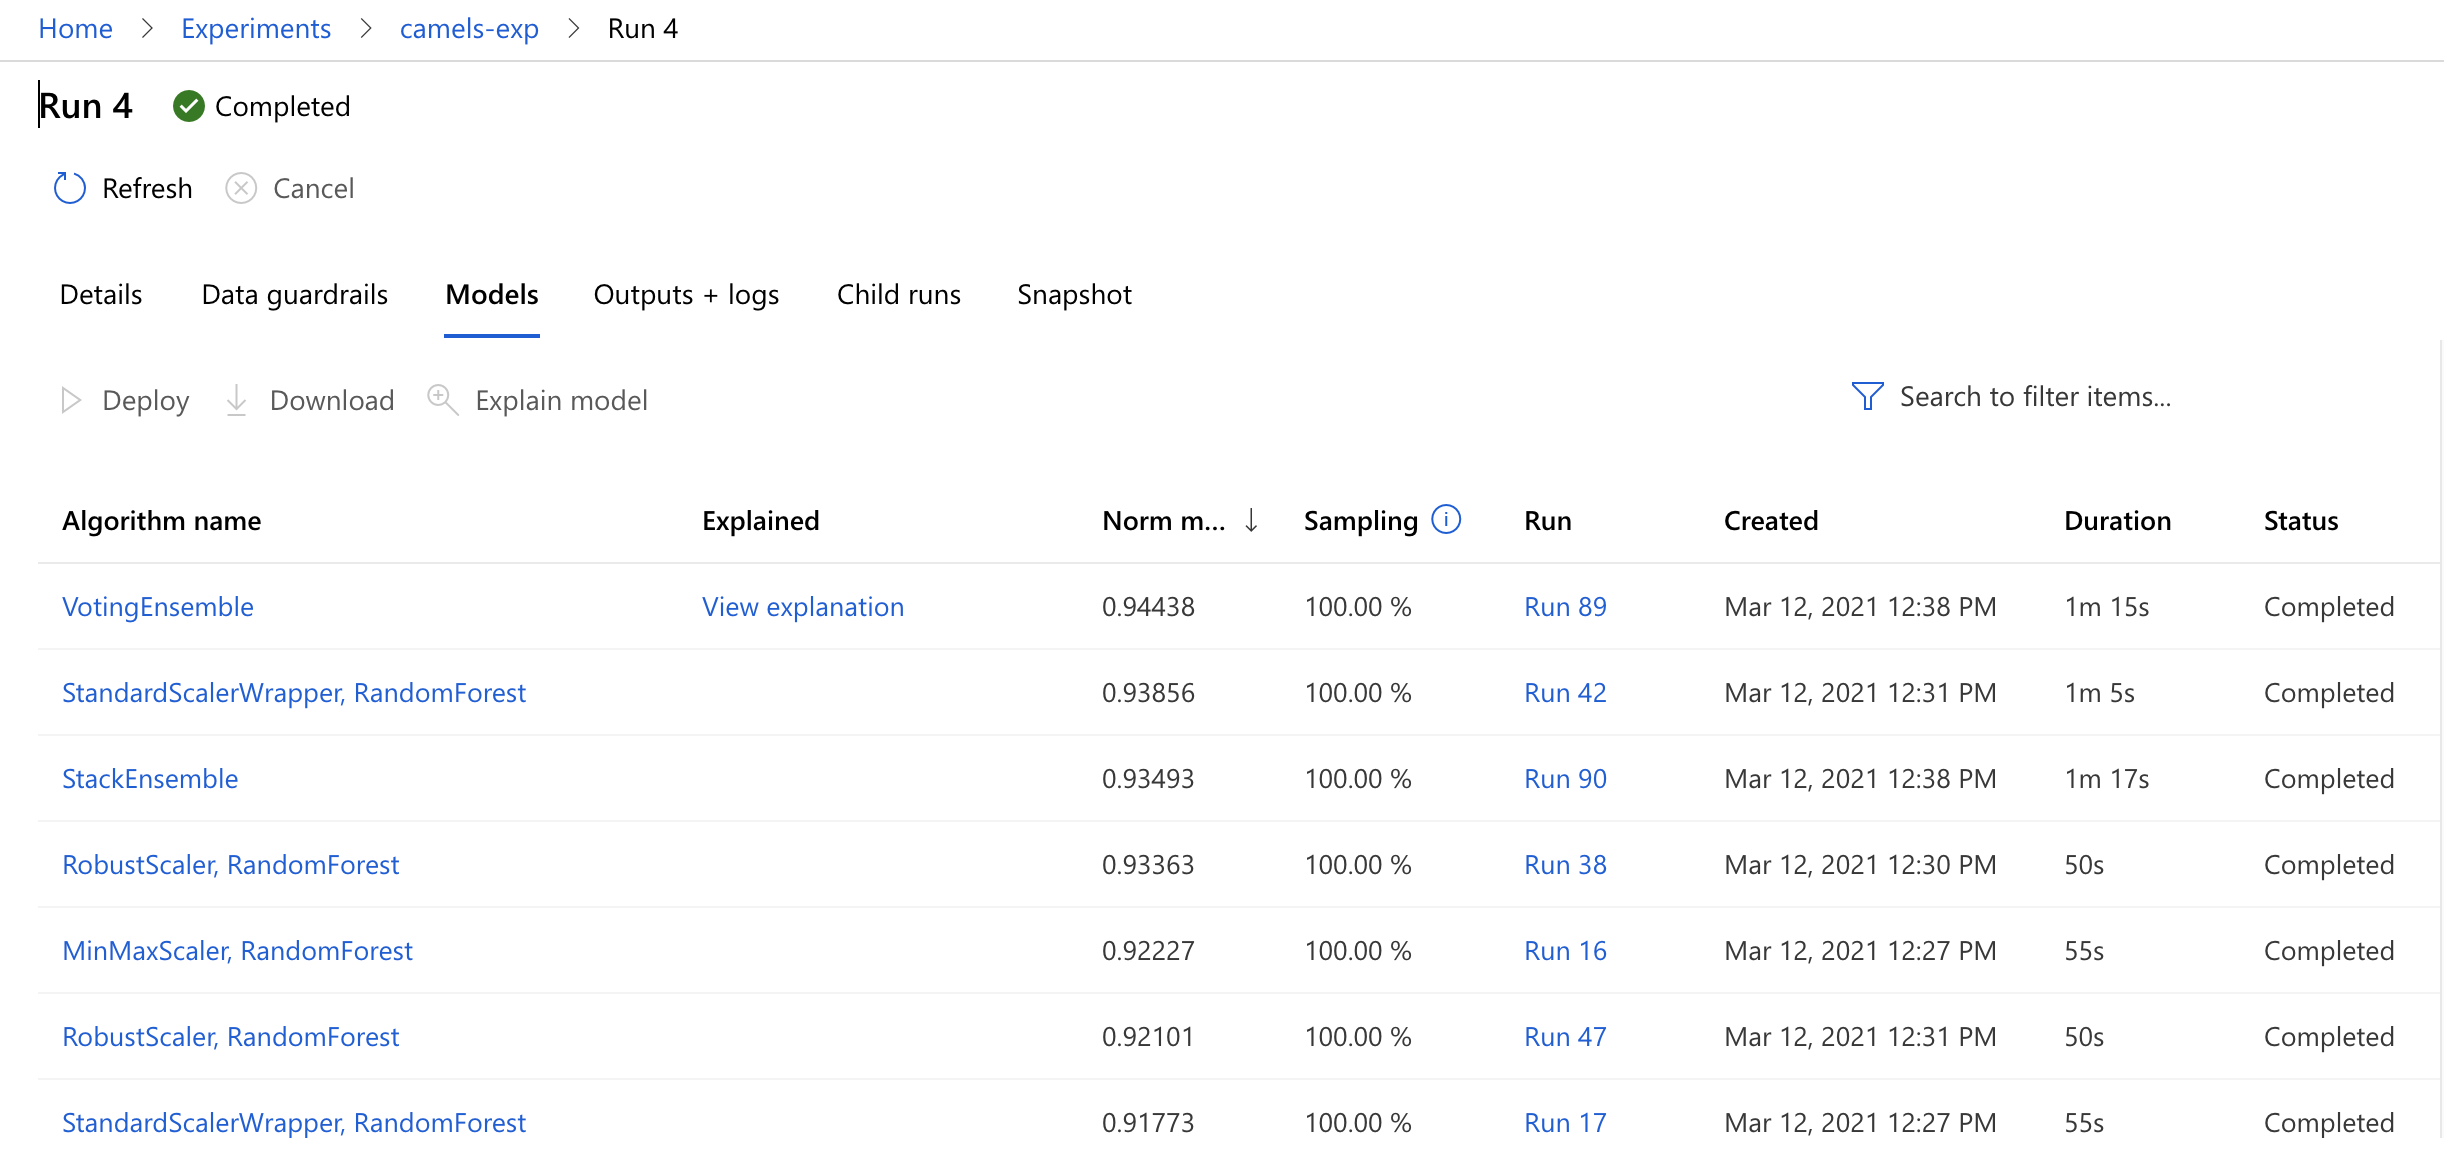 Home > Experiments > camels-exp > Run 4
Run 4 Completed
Refresh Cancel
Details Data guardrails Models Outputs + logs Child runs Snapshot
Deploy Download Explain model Search to filter items...
Algorithm name Explained Norm m... ↓ Sampling i Run Created Duration Status
VotingEnsemble View explanation 0.94438 100.00 % Run 89 Mar 12, 2021 12:38 PM 1m 15s Completed
StandardScalerWrapper, RandomForest 0.93856 100.00 % Run 42 Mar 12, 2021 12:31 PM 1m 5s Completed
StackEnsemble 0.93493 100.00 % Run 90 Mar 12, 2021 12:38 PM 1m 17s Completed
RobustScaler, RandomForest 0.93363 100.00 % Run 38 Mar 12, 2021 12:30 PM 50s Completed
MinMaxScaler, RandomForest 0.92227 100.00 % Run 16 Mar 12, 2021 12:27 PM 55s Completed
RobustScaler, RandomForest 0.92101 100.00 % Run 47 Mar 12, 2021 12:31 PM 50s Completed
StandardScalerWrapper, RandomForest 0.91773 100.00 % Run 17 Mar 12, 2021 12:27 PM 55s Completed